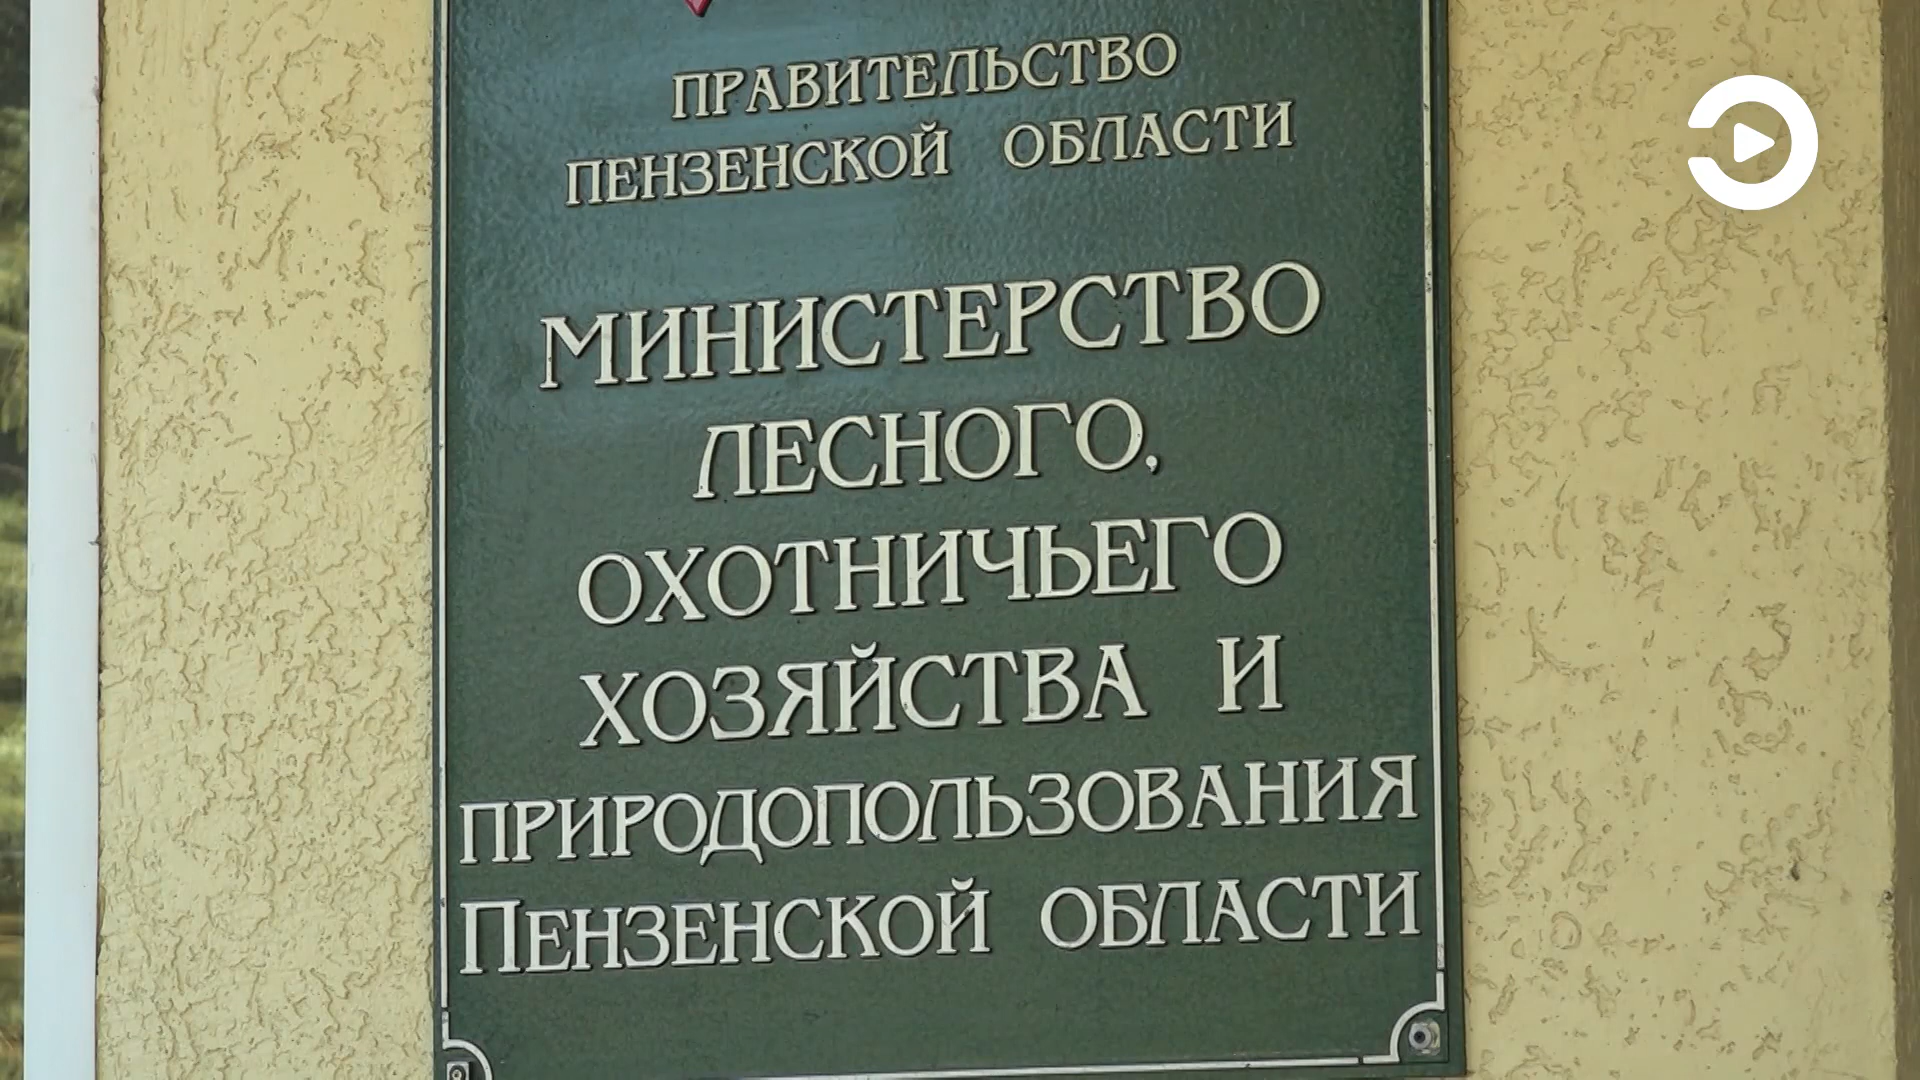 ПРАВИТЕЛЬСТВО
ПЕНЗЕНСКОЙ ОБЛАСТИ
МИНИСТЕРСТВО
ЛЕСНОГО,
ОХОТНИЧЬЕГО
ХОЗЯЙСТВА И
ПРИРОДОПОЛЬЗОВАНИЯ
ПЕНЗЕНСКОЙ ОБЛАСТИ